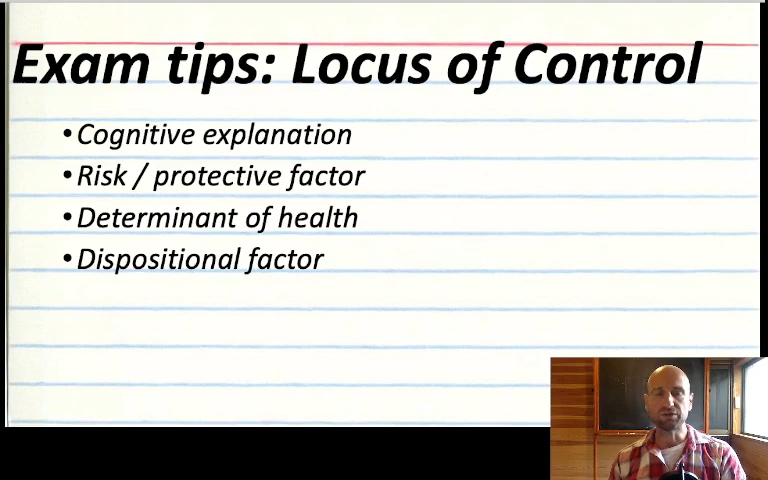 Exam tips: Locus of Control
•Cognitive explanation
•Risk / protective factor
•Determinant of health
•Dispositional factor